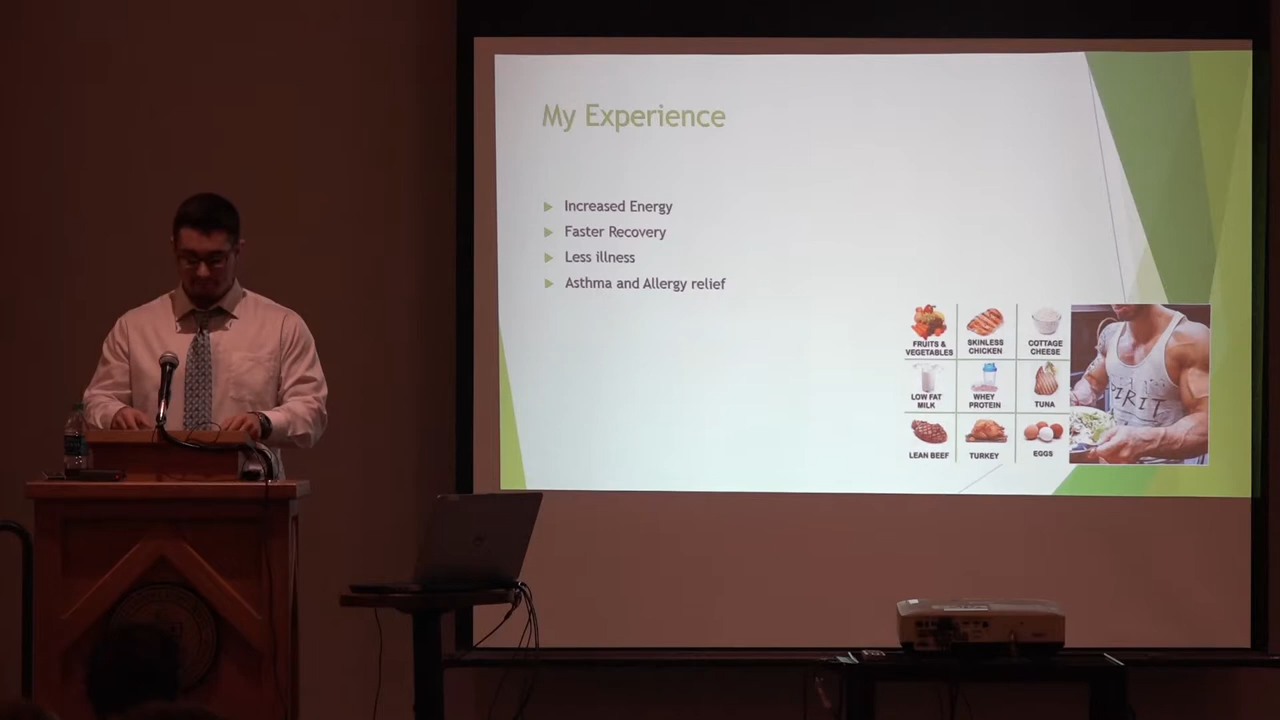 My Experience
Increased Energy
Faster Recovery
Less illness
Asthma and Allergy relief
FRUITS &
VEGETABLES
SKINLESS
CHICKEN
COTTAGE
CHEESE
LOW FAT
MILK
WHEY
PROTEIN
TUNA
LEAN BEEF
TURKEY
EGGS